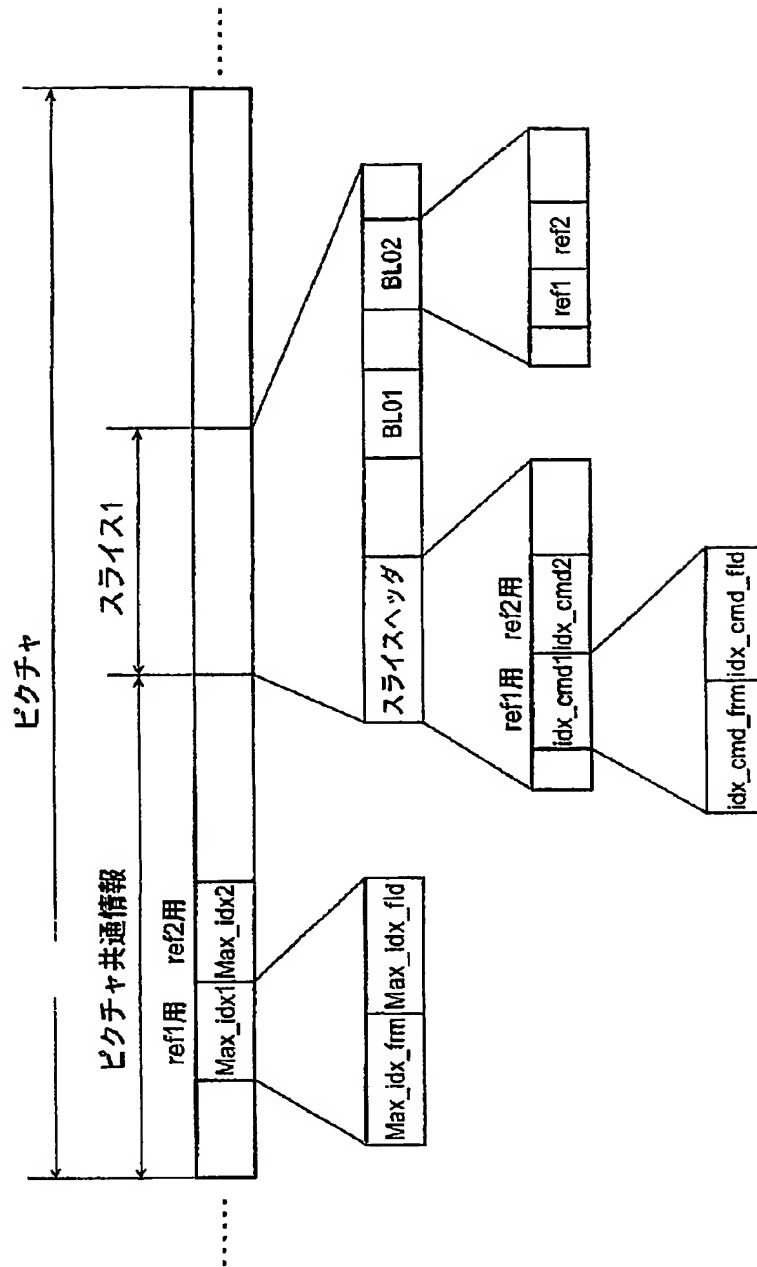 ピクチャ
ピクチャ共通情報
スライス1
ref1用 ref2用
...... Max_idx1 Max_idx2 ......
Max_idx_frm Max_idx_fld
スライスヘッダ BL01 BL02
ref1用 ref2用
idx_cmd1 idx_cmd2
ref1 ref2
idx_cmd_frm idx_cmd_fld